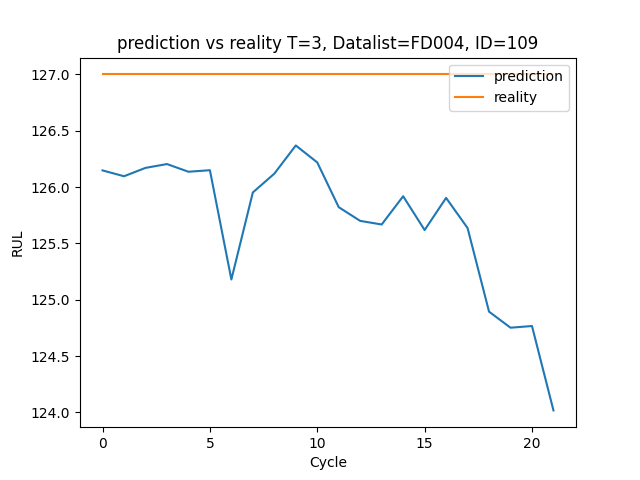 prediction vs reality T=3, Datalist=FD004, ID=109
127.0
126.5
126.0
125.5
125.0
124.5
124.0
RUL
prediction
reality
0 5 10 15 20
Cycle